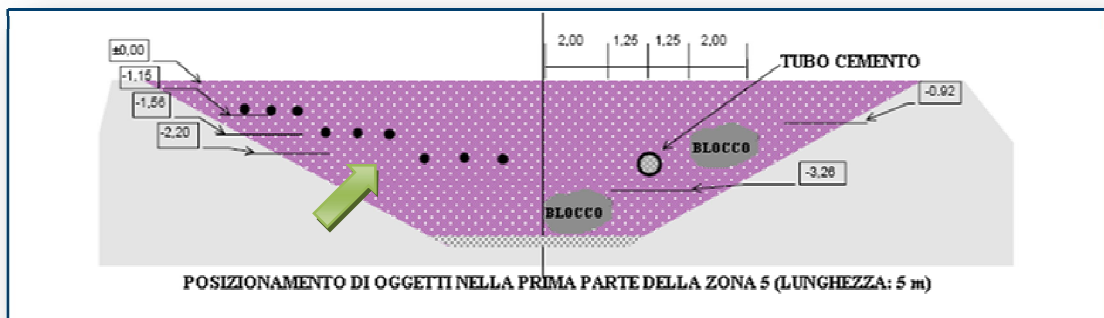 2,00 1,25 1,25 2,00
±0,00
TUBO CEMENTO
-1,15
-1,56
-0.92
-2,20
BLOCCO
-3,26
BLOCCO
POSIZIONAMENTO DI OGGETTI NELLA PRIMA PARTE DELLA ZONA 5 (LUNGHEZZA: 5 m)